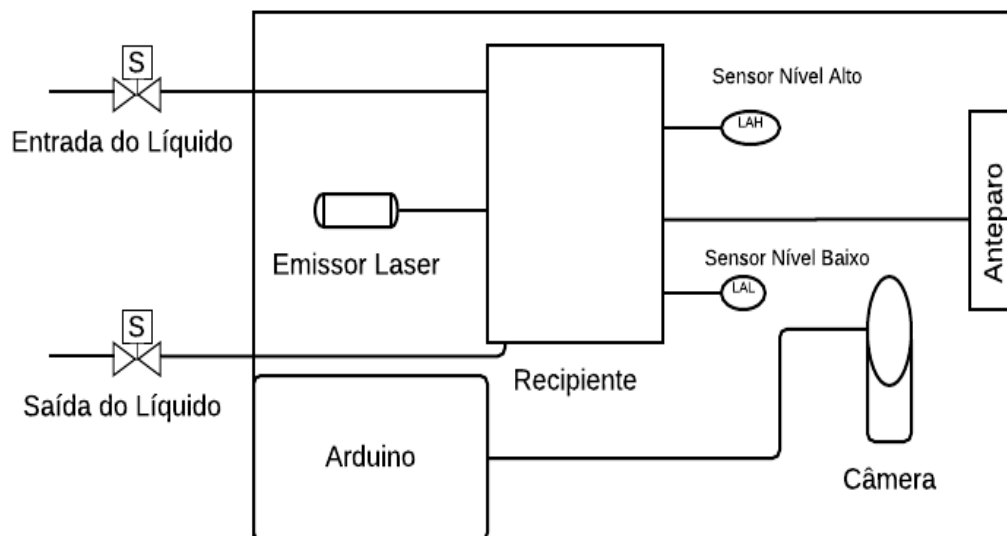 S
Entrada do Líquido
Sensor Nível Alto
LAH
Emissor Laser
Anteparo
Sensor Nível Baixo
LAL
S
Saída do Líquido
Recipiente
Arduino
Câmera